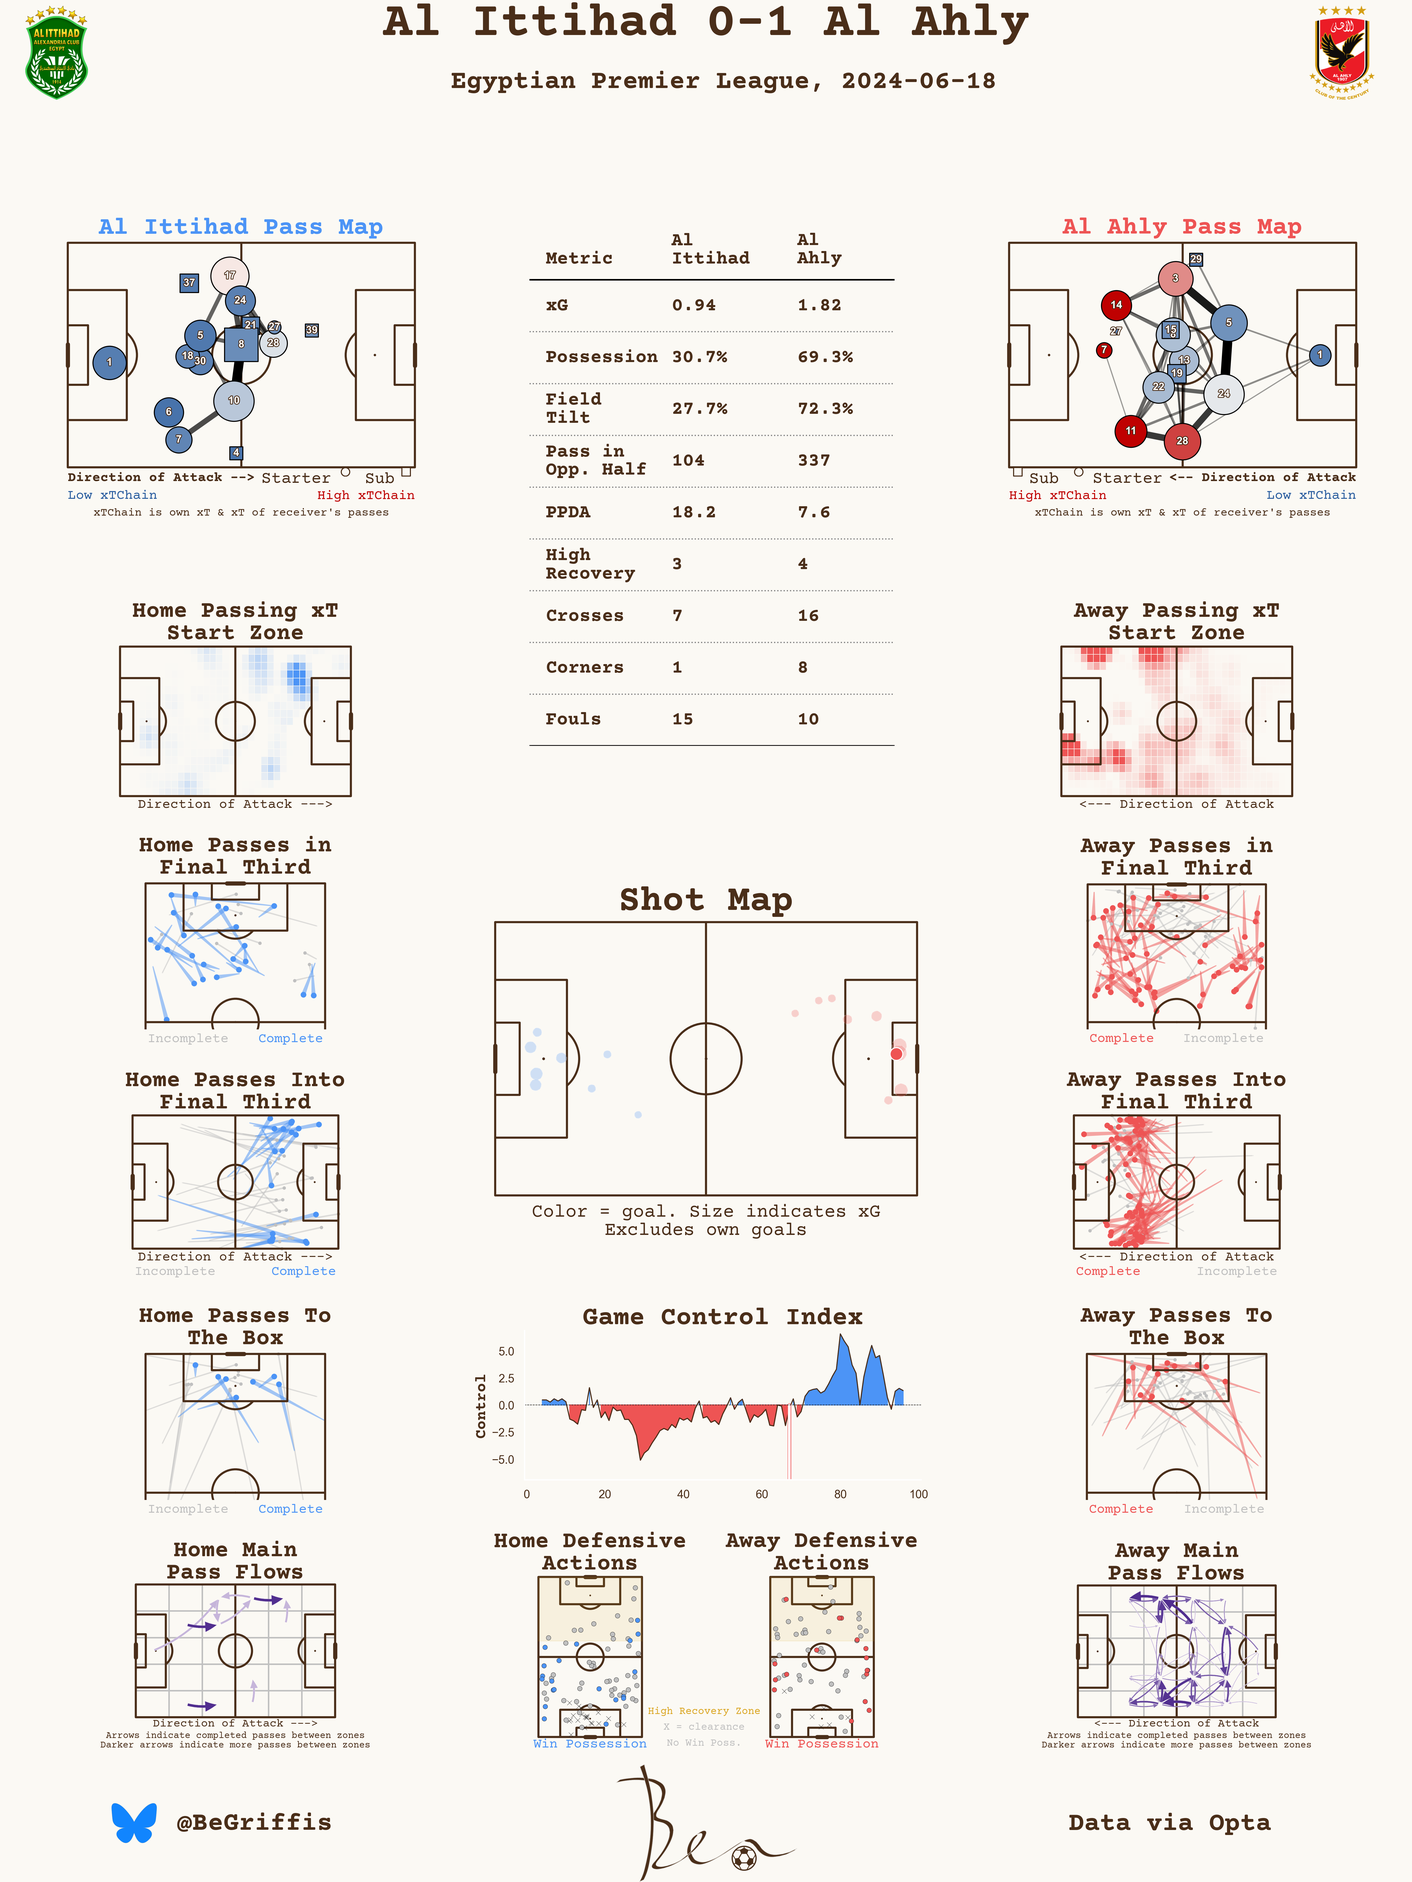 Al Ittihad 0-1 Al Ahly
Egyptian Premier League, 2024-06-18
ALITTIHAD
ALEXANDRIA CLUB
EGYPT
AL AHLY
1907
CLUB OF THE CENTURY
Al Ittihad Pass Map
17
37
24
21
27
39
5
8
28
18
30
1
10
6
7
4
Direction of Attack --> Starter Sub
Low xTChain High xTChain
xTChain is own xT & xT of receiver's passes
Metric Al Ittihad Al Ahly
xG 0.94 1.82
Possession 30.7% 69.3%
Field Tilt 27.7% 72.3%
Pass in Opp. Half 104 337
PPDA 18.2 7.6
High Recovery 3 4
Crosses 7 16
Corners 1 8
Fouls 15 10
Al Ahly Pass Map
29
3
14
5
27
15
7
13
1
19
22
24
11
28
Sub Starter <-- Direction of Attack
High xTChain Low xTChain
xTChain is own xT & xT of receiver's passes
Home Passing xT
Start Zone
Direction of Attack --->
Away Passing xT
Start Zone
<--- Direction of Attack
Home Passes in
Final Third
Incomplete Complete
Away Passes in
Final Third
Complete Incomplete
Shot Map
Color = goal. Size indicates xG
Excludes own goals
Home Passes Into
Final Third
Direction of Attack --->
Incomplete Complete
Away Passes Into
Final Third
<--- Direction of Attack
Complete Incomplete
Home Passes To
The Box
Incomplete Complete
Game Control Index
Control
5.0
2.5
0.0
−2.5
−5.0
0 20 40 60 80 100
Away Passes To
The Box
Complete Incomplete
Home Main
Pass Flows
Direction of Attack --->
Arrows indicate completed passes between zones
Darker arrows indicate more passes between zones
Home Defensive
Actions
Win Possession
High Recovery Zone
X = clearance
No Win Poss.
Away Defensive
Actions
Win Possession
Away Main
Pass Flows
<--- Direction of Attack
Arrows indicate completed passes between zones
Darker arrows indicate more passes between zones
@BeGriffis
Ben
Data via Opta